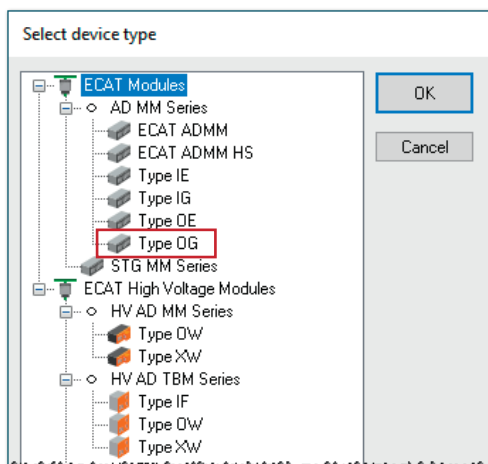 Select device type
ECAT Modules
OK
AD MM Series
ECAT ADMM
ECAT ADMM HS
Cancel
Type IE
Type IG
Type OE
Type OG
STG MM Series
ECAT High Voltage Modules
HV AD MM Series
Type OW
Type XW
HV AD TBM Series
Type IF
Type OW
Type XW